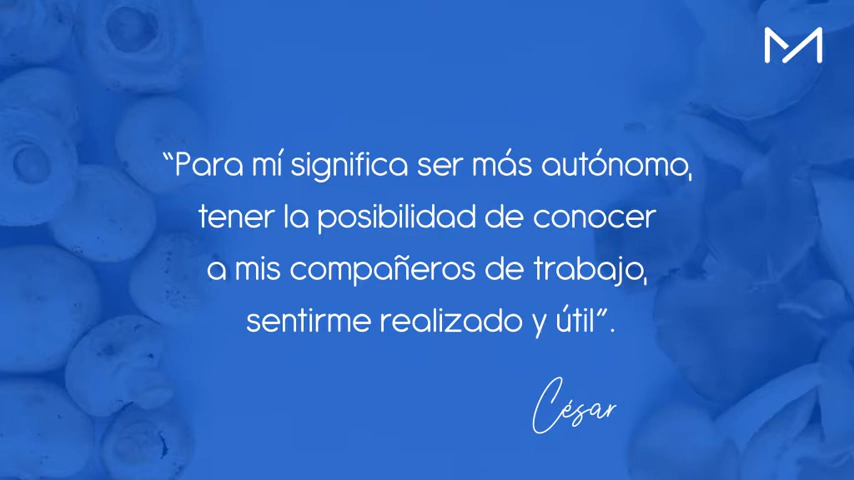 “Para mí significa ser más autónomo,
tener la posibilidad de conocer
a mis compañeros de trabajo,
sentirme realizado y útil”.
César